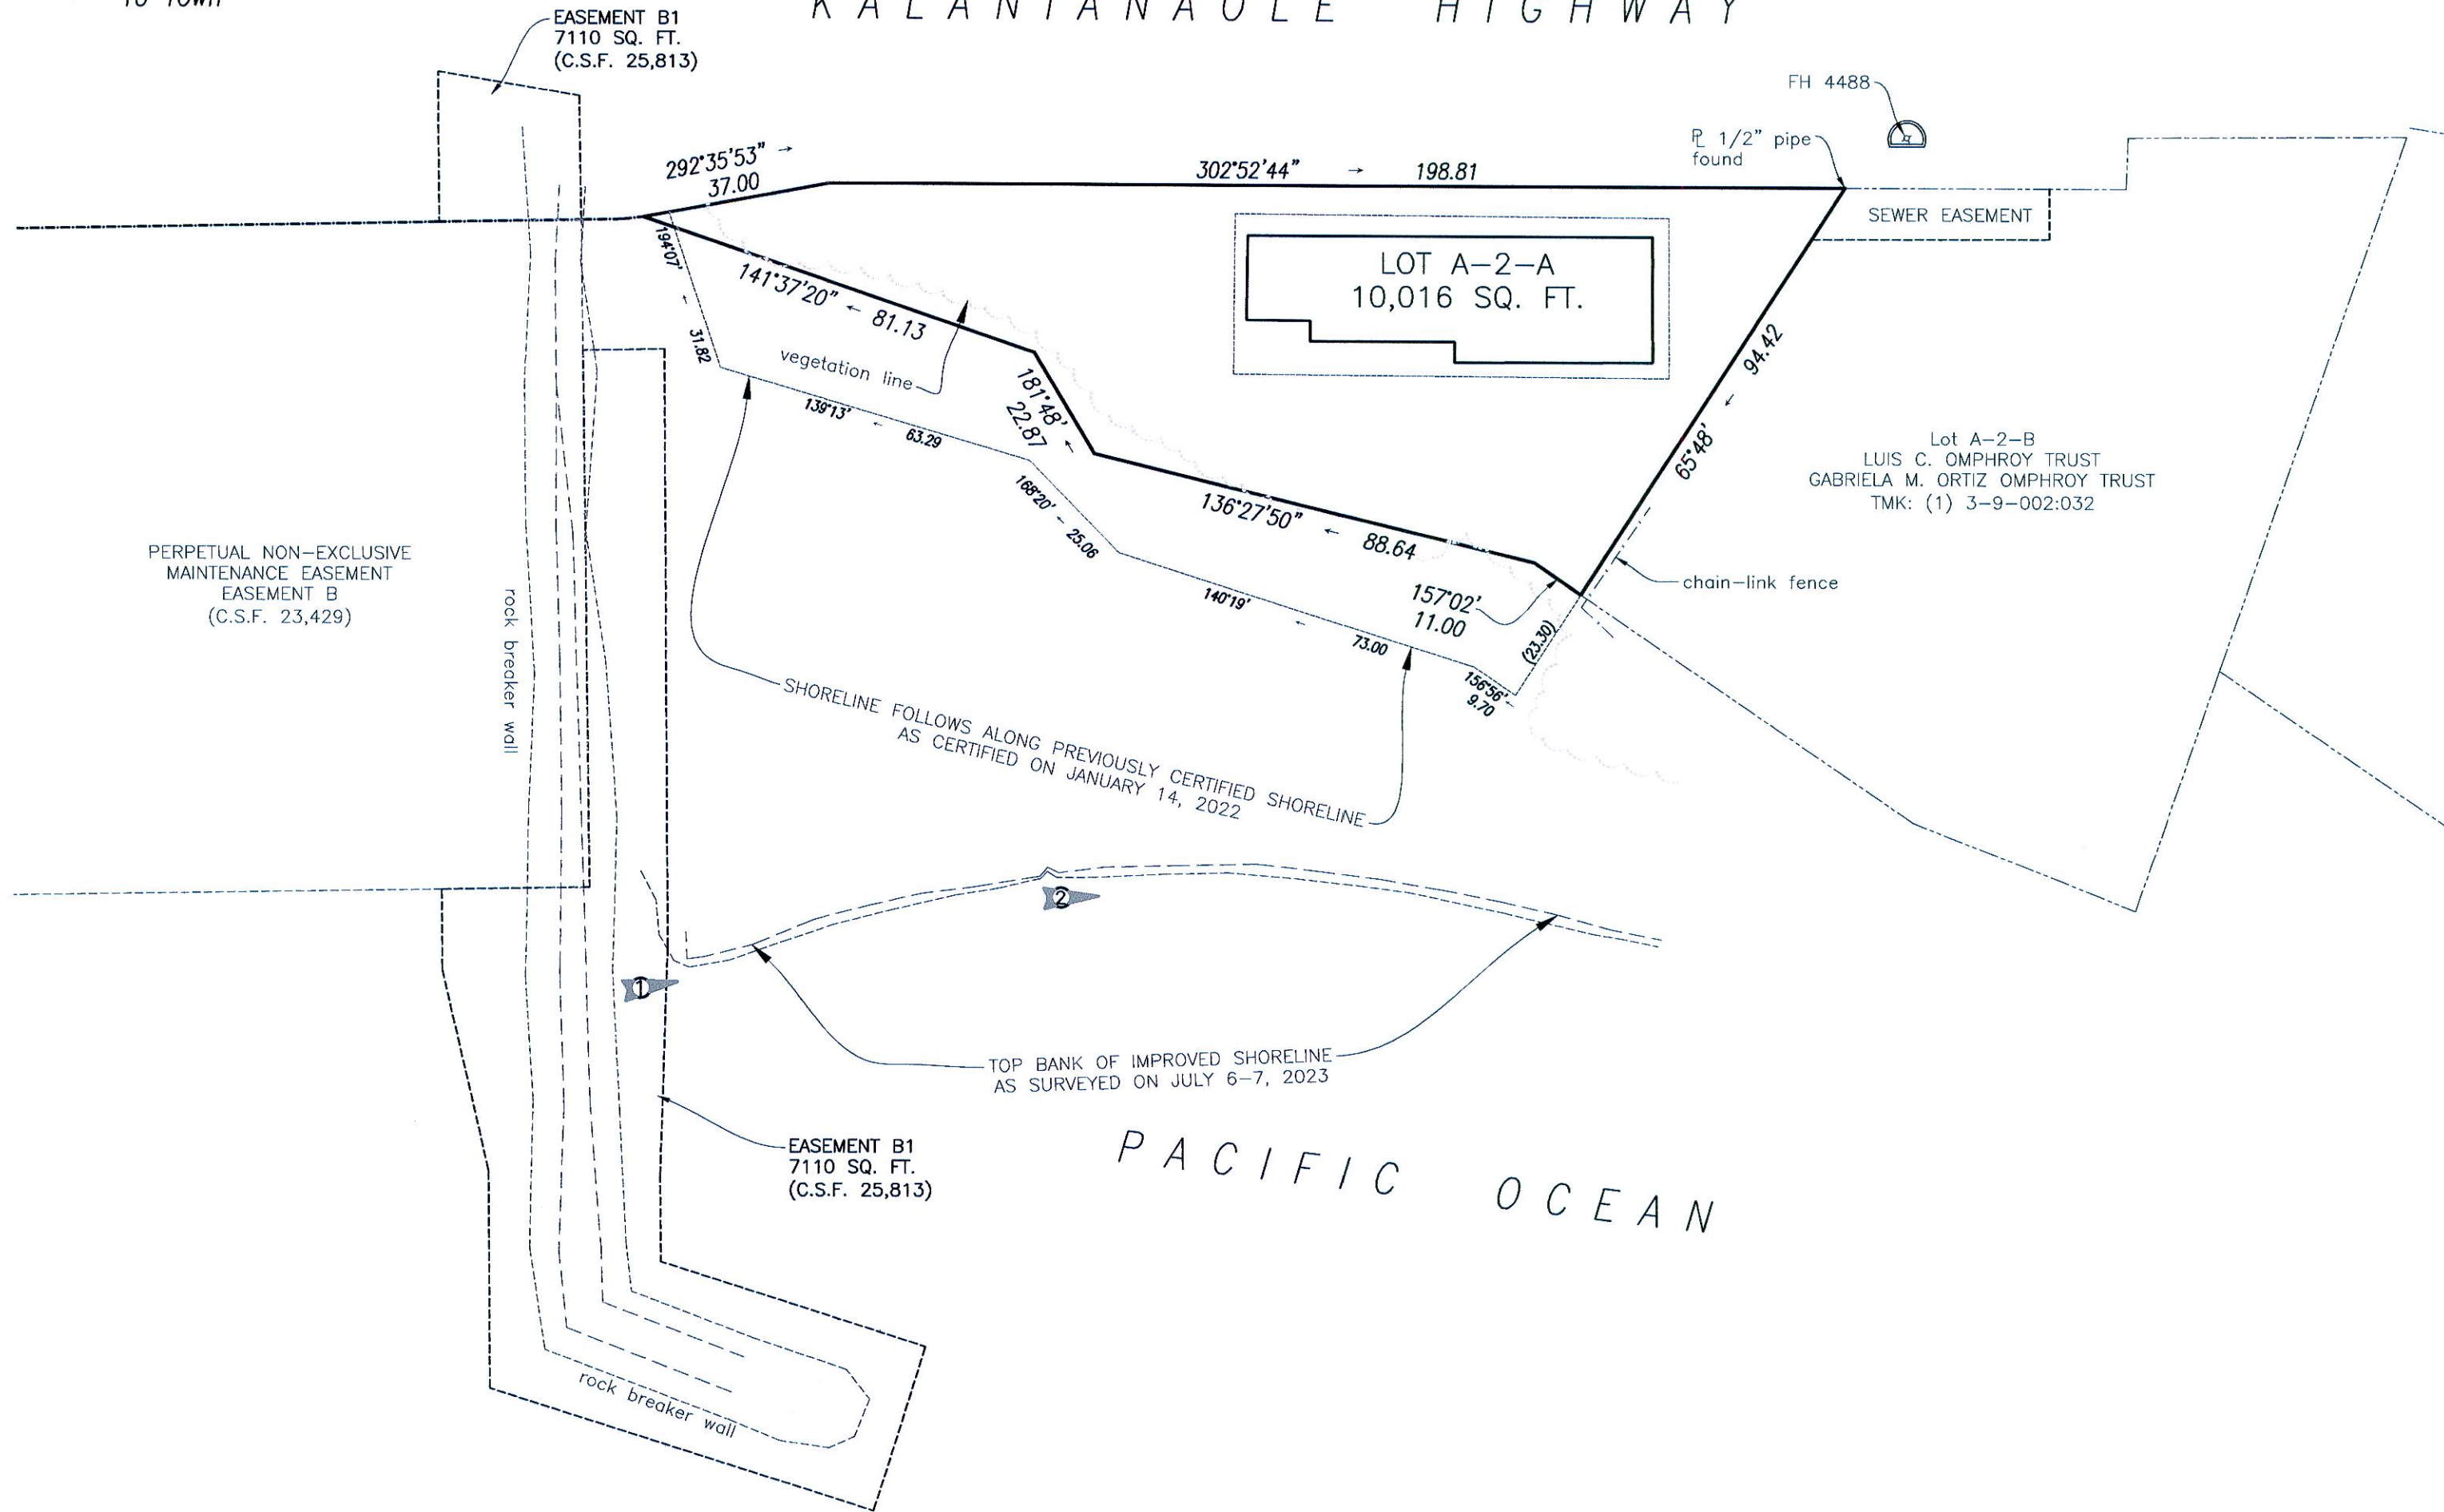 TO TOWN
KALANIANAOLE HIGHWAY
EASEMENT B1
7110 SQ. FT.
(C.S.F. 25,813)
FH 4488
PL 1/2" pipe
found
292°35'53" →
37.00
302°52'44" → 198.81
SEWER EASEMENT
194°07' ← 31.82
141°37'20" ← 81.13
LOT A-2-A
10,016 SQ. FT.
vegetation line
181°48' ←
22.87
94.42
← 65°48'
139°13' ← 63.29
Lot A-2-B
LUIS C. OMPHROY TRUST
GABRIELA M. ORTIZ OMPHROY TRUST
TMK: (1) 3-9-002:032
168°20' ← 25.06
136°27'50" ← 88.64
PERPETUAL NON-EXCLUSIVE
MAINTENANCE EASEMENT
EASEMENT B
(C.S.F. 23,429)
rock breaker wall
chain-link fence
157°02'
11.00
140°19' ← 73.00
(23.30)
156°56' ←
9.70
SHORELINE FOLLOWS ALONG PREVIOUSLY CERTIFIED SHORELINE
AS CERTIFIED ON JANUARY 14, 2022
2
1
TOP BANK OF IMPROVED SHORELINE
AS SURVEYED ON JULY 6-7, 2023
EASEMENT B1
7110 SQ. FT.
(C.S.F. 25,813)
PACIFIC OCEAN
rock breaker wall